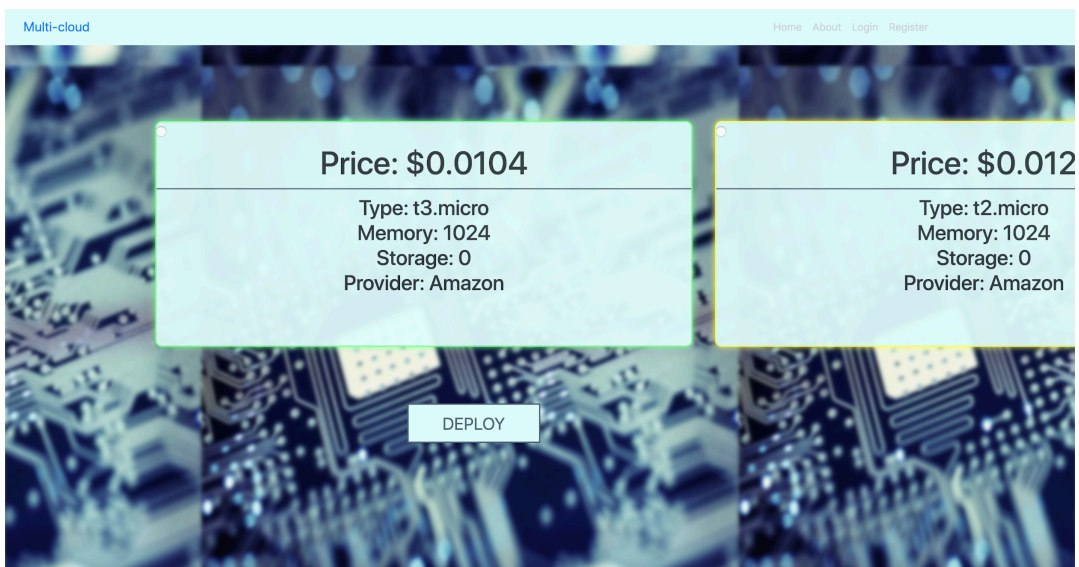 Multi-cloud
Home About Login Register
Price: $0.0104
Type: t3.micro
Memory: 1024
Storage: 0
Provider: Amazon
Price: $0.012
Type: t2.micro
Memory: 1024
Storage: 0
Provider: Amazon
DEPLOY